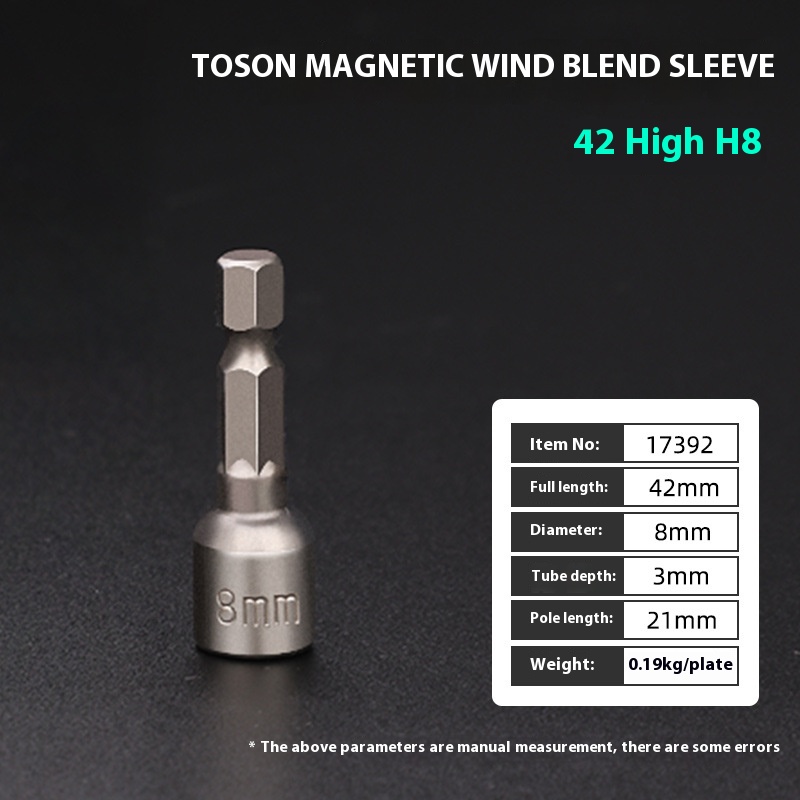 TOSON MAGNETIC WIND BLEND SLEEVE
42 High H8
Item No: 17392
Full length: 42mm
Diameter: 8mm
Tube depth: 3mm
Pole length: 21mm
Weight: 0.19kg/plate
8mm
* The above parameters are manual measurement, there are some errors